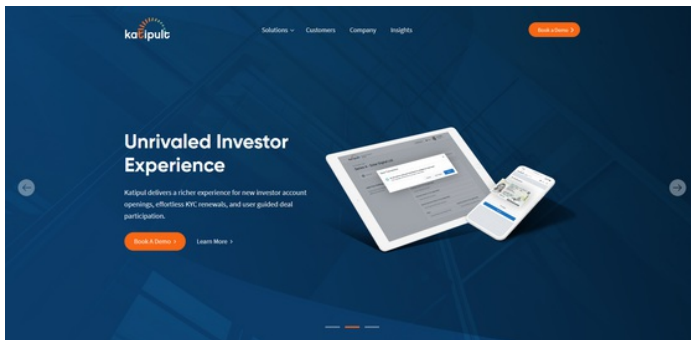 katipult
Solutions
Customers
Company
Insights
Book a Demo
Unrivaled Investor
Experience
Katipul delivers a richer experience for new investor account
openings, effortless KYC renewals, and user guided deal
participation.
Book A Demo
Learn More